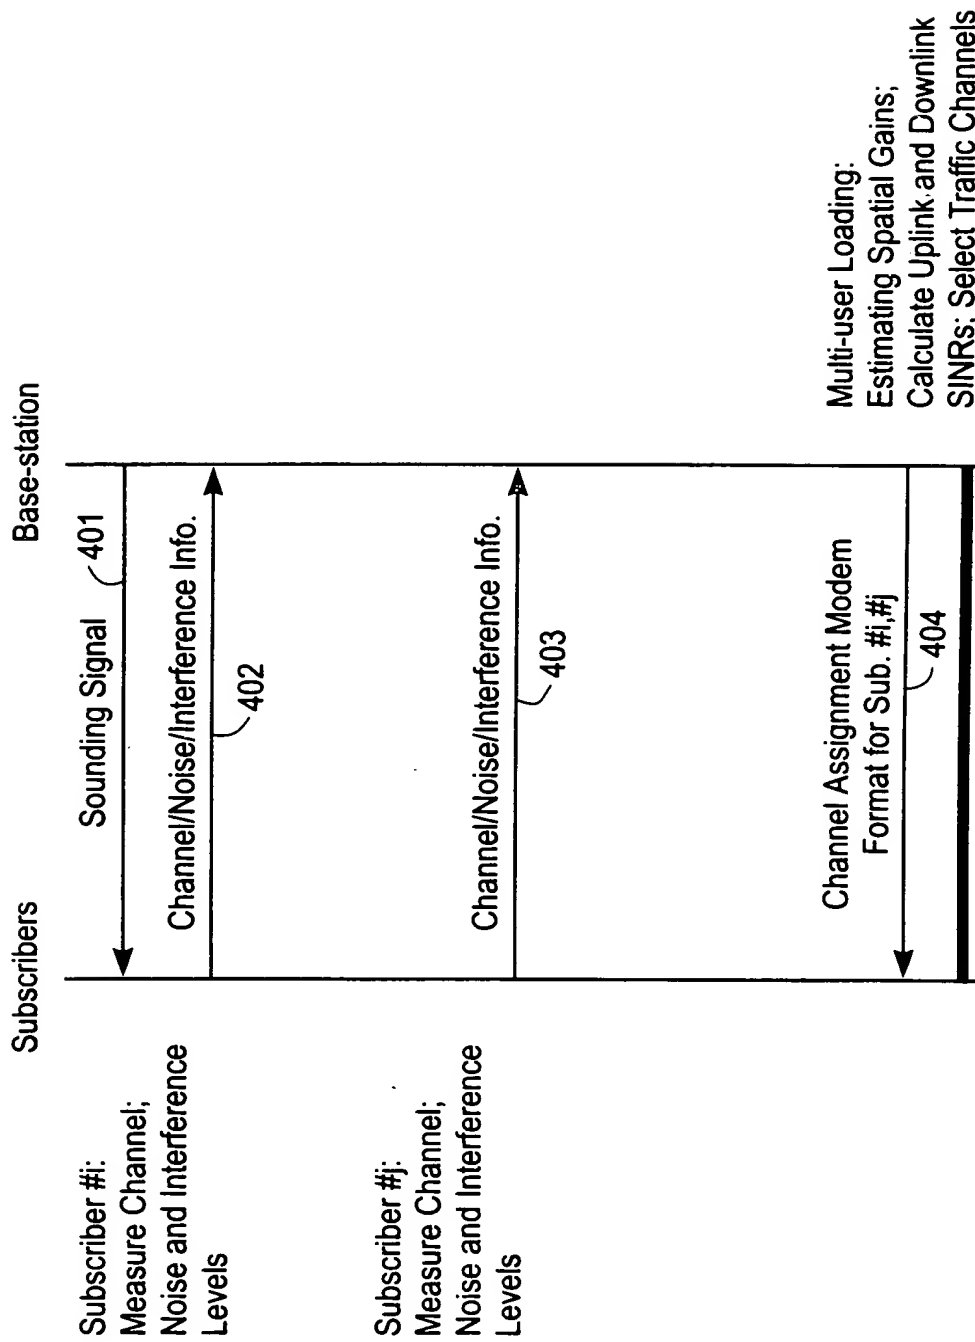 Subscribers
Base-station
Subscriber #i:
Measure Channel;
Noise and Interference
Levels
Sounding Signal
401
Channel/Noise/Interference Info.
402
Subscriber #j:
Measure Channel;
Noise and Interference
Levels
Channel/Noise/Interference Info.
403
Multi-user Loading:
Estimating Spatial Gains;
Calculate Uplink and Downlink
SINRs; Select Traffic Channels
Channel Assignment Modem
Format for Sub. #i,#j
404